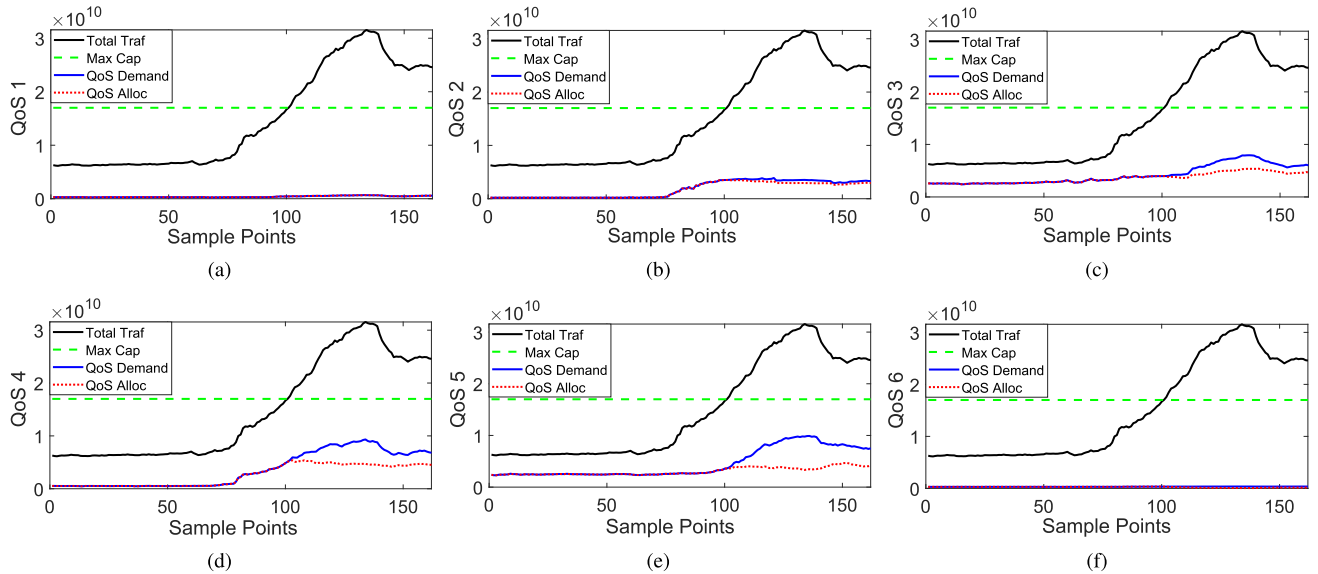 ×10^10
3
2
1
0
QoS 1
Total Traf
Max Cap
QoS Demand
QoS Alloc
0 50 100 150
Sample Points
(a)
×10^10
3
2
1
0
QoS 2
Total Traf
Max Cap
QoS Demand
QoS Alloc
0 50 100 150
Sample Points
(b)
×10^10
3
2
1
0
QoS 3
Total Traf
Max Cap
QoS Demand
QoS Alloc
0 50 100 150
Sample Points
(c)
×10^10
3
2
1
0
QoS 4
Total Traf
Max Cap
QoS Demand
QoS Alloc
0 50 100 150
Sample Points
(d)
×10^10
3
2
1
0
QoS 5
Total Traf
Max Cap
QoS Demand
QoS Alloc
0 50 100 150
Sample Points
(e)
×10^10
3
2
1
0
QoS 6
Total Traf
Max Cap
QoS Demand
QoS Alloc
0 50 100 150
Sample Points
(f)